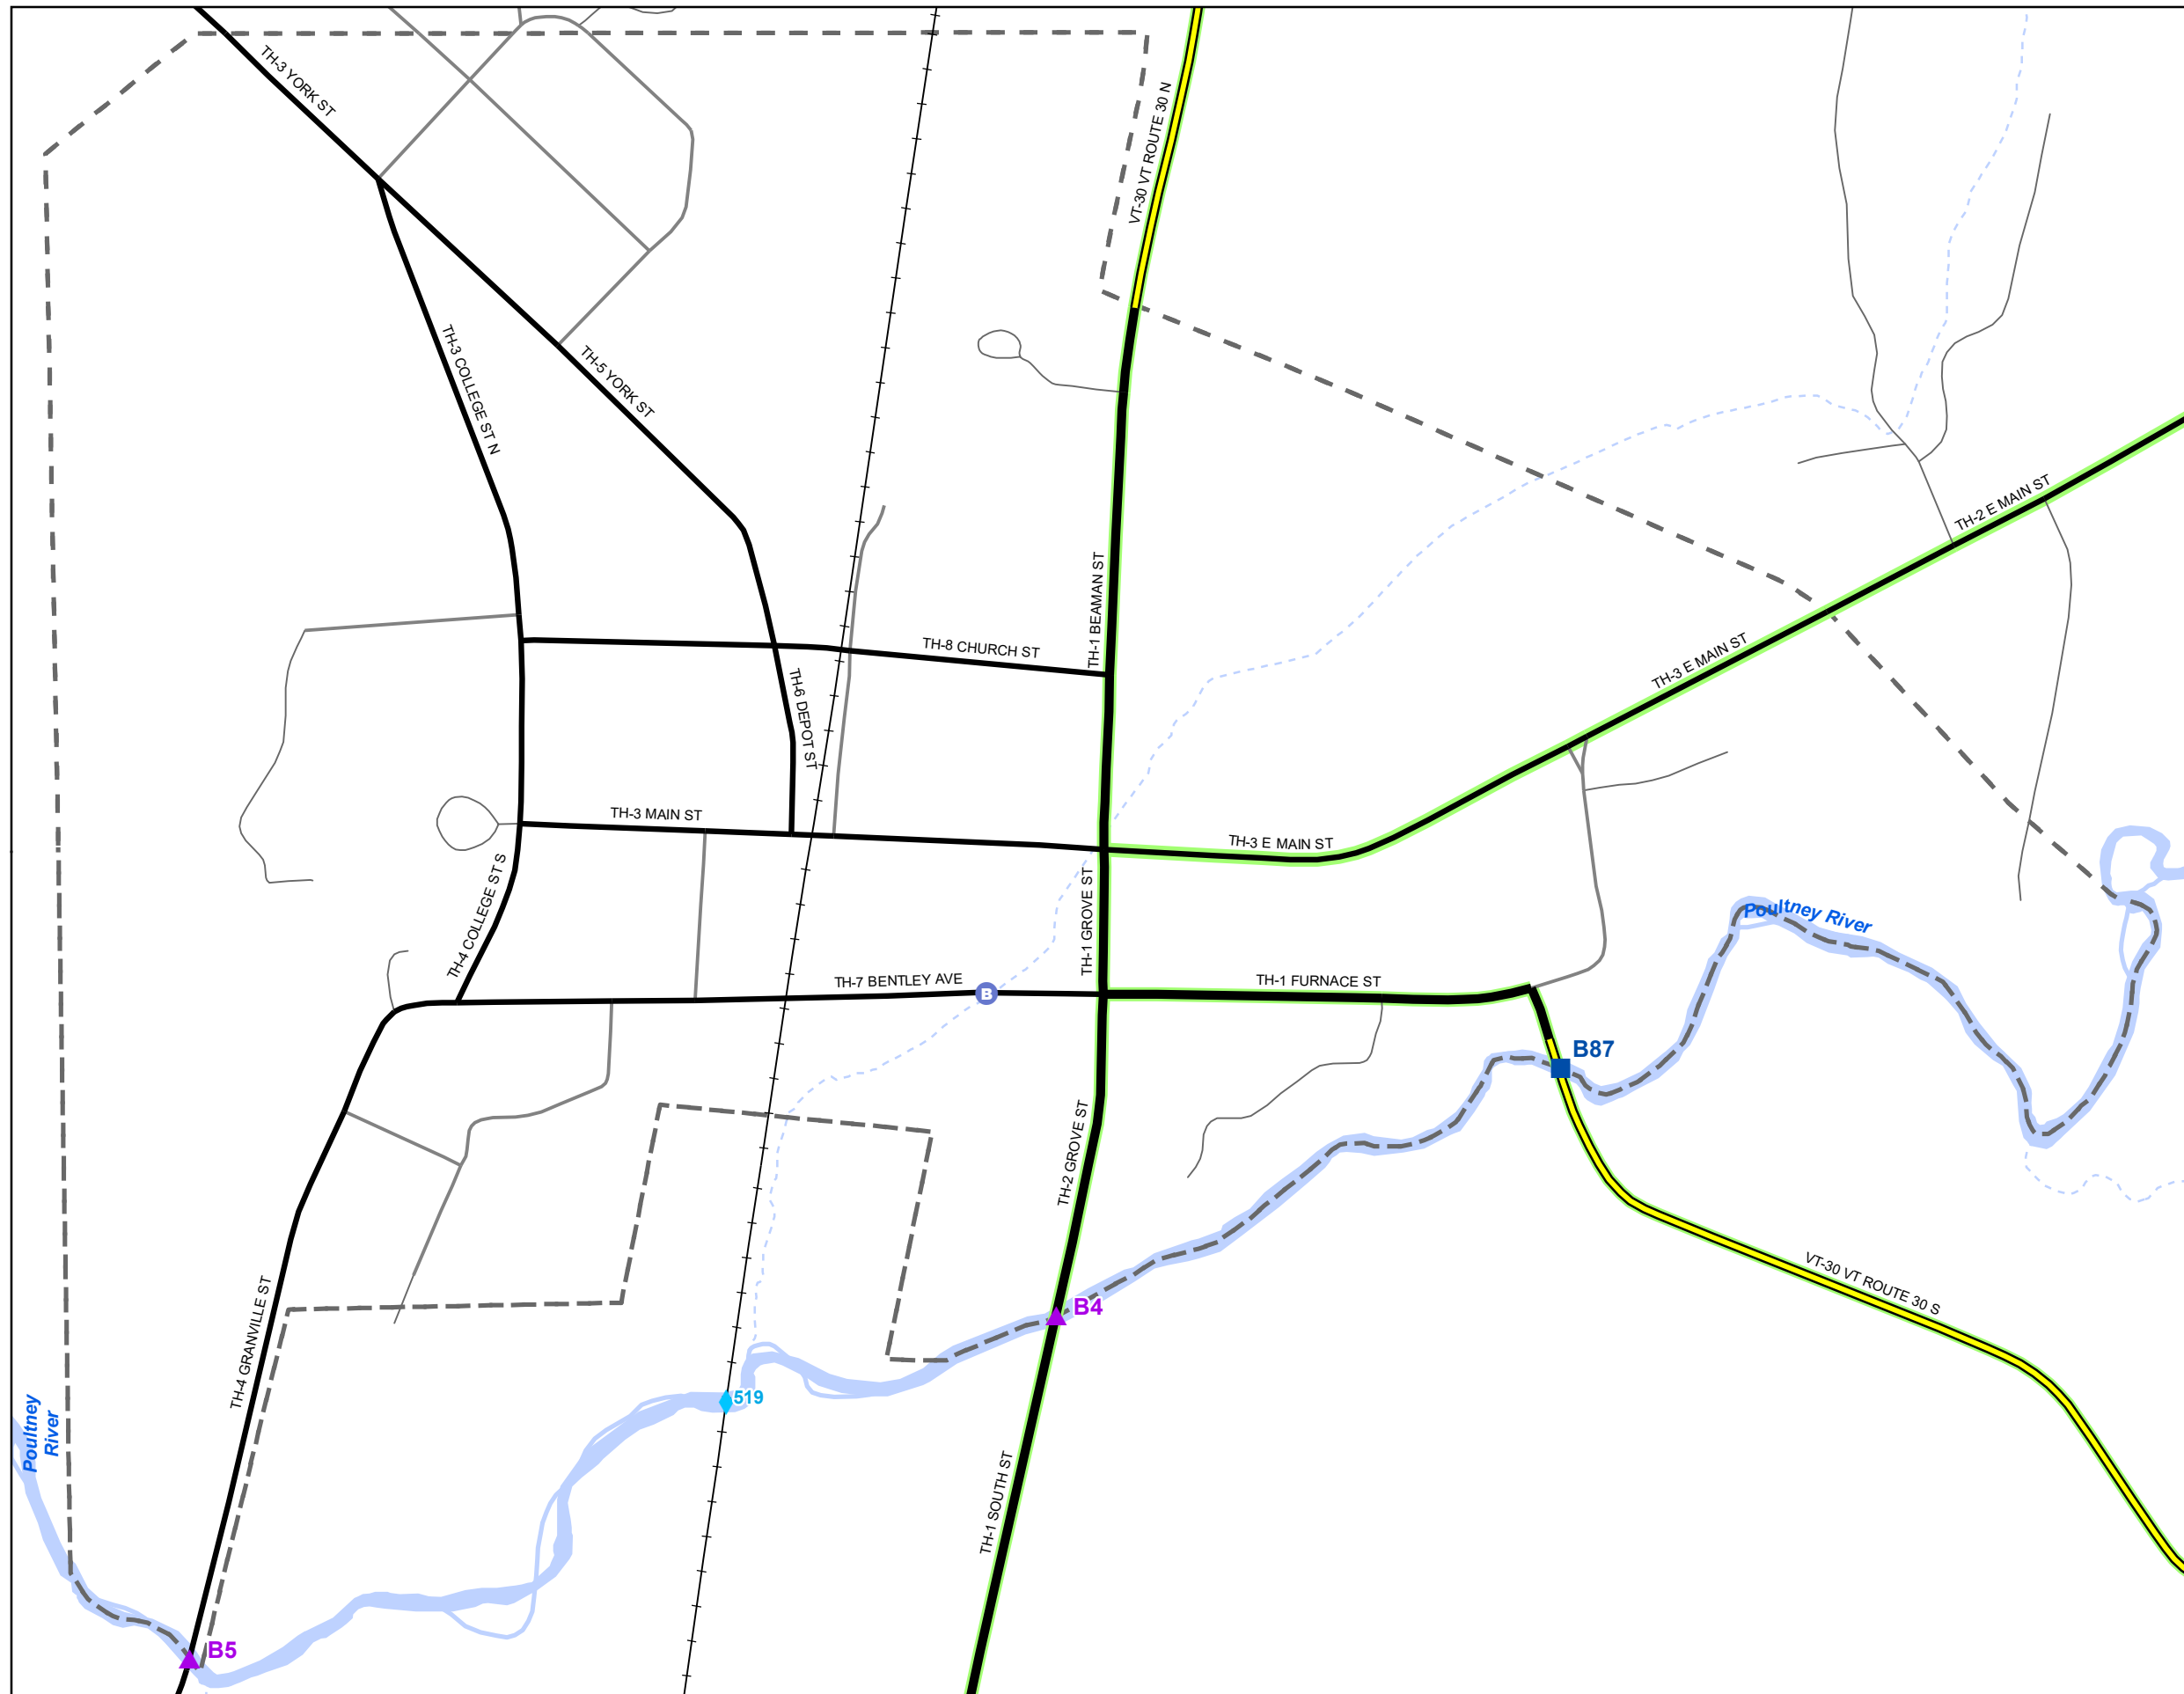 TH-3 YORK ST
VT-30 VT ROUTE 30 N
TH-3 COLLEGE ST N
TH-5 YORK ST
TH-2 E MAIN ST
TH-1 BEAMAN ST
TH-8 CHURCH ST
TH-3 E MAIN ST
TH-6 DEPOT ST
TH-3 MAIN ST
TH-3 E MAIN ST
TH-4 COLLEGE ST S
TH-1 GROVE ST
Poultney River
TH-7 BENTLEY AVE
B
TH-1 FURNACE ST
B87
TH-2 GROVE ST
VT-30 VT ROUTE 30 S
TH-4 GRANVILLE ST
B4
519
Poultney
River
TH-1 SOUTH ST
B5